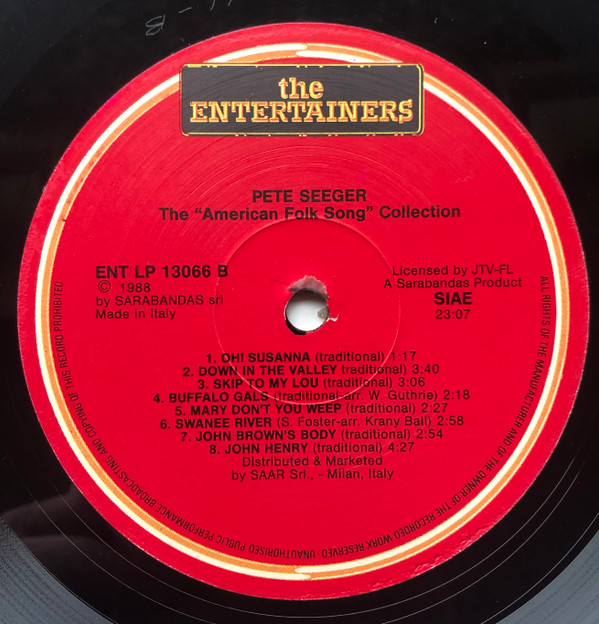 the
ENTERTAINERS
PETE SEEGER
The "American Folk Song" Collection
ENT LP 13066 B
© 1988
by SARABANDAS srl
Made in Italy
Licensed by JTV-FL
A Sarabandas Product
SIAE
23:07
1. OH! SUSANNA (traditional) 1:17
2. DOWN IN THE VALLEY traditional) 3:40
3. SKIP TO MY LOU (traditional) 3:06
4. BUFFALO GALS (traditional-arr. W. Guthrie) 2:18
5. MARY DON'T YOU WEEP (traditional) 2:27
6. SWANEE RIVER (S. Foster-arr. Krany Ball) 2:58
7. JOHN BROWN'S BODY (traditional) 2:54
8. JOHN HENRY (traditional) 4:27
Distributed & Marketed
by SAAR Srl., - Milan, Italy
ALL RIGHTS OF THE MANUFACTURER AND OF THE OWNER OF THE RECORDED WORK RESERVED - UNAUTHORISED PUBLIC PERFORMANCE BROADCASTING AND COPYING OF THIS RECORD PROHIBITED